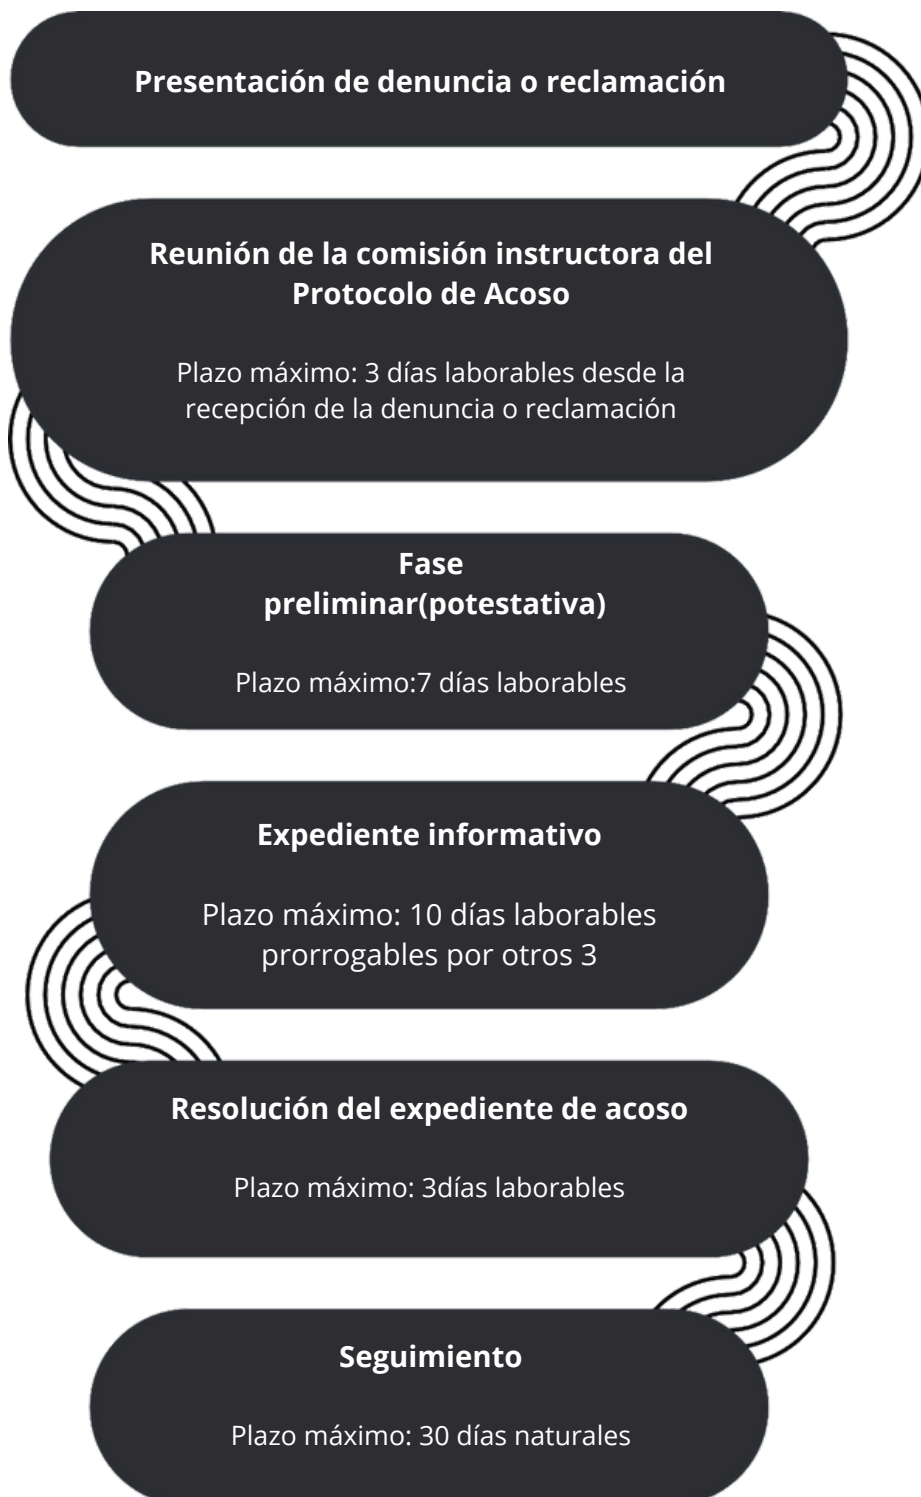 Presentación de denuncia o reclamación
Reunión de la comisión instructora del
Protocolo de Acoso
Plazo máximo: 3 días laborables desde la
recepción de la denuncia o reclamación
Fase
preliminar(potestativa)
Plazo máximo:7 días laborables
Expediente informativo
Plazo máximo: 10 días laborables
prorrogables por otros 3
Resolución del expediente de acoso
Plazo máximo: 3días laborables
Seguimiento
Plazo máximo: 30 días naturales